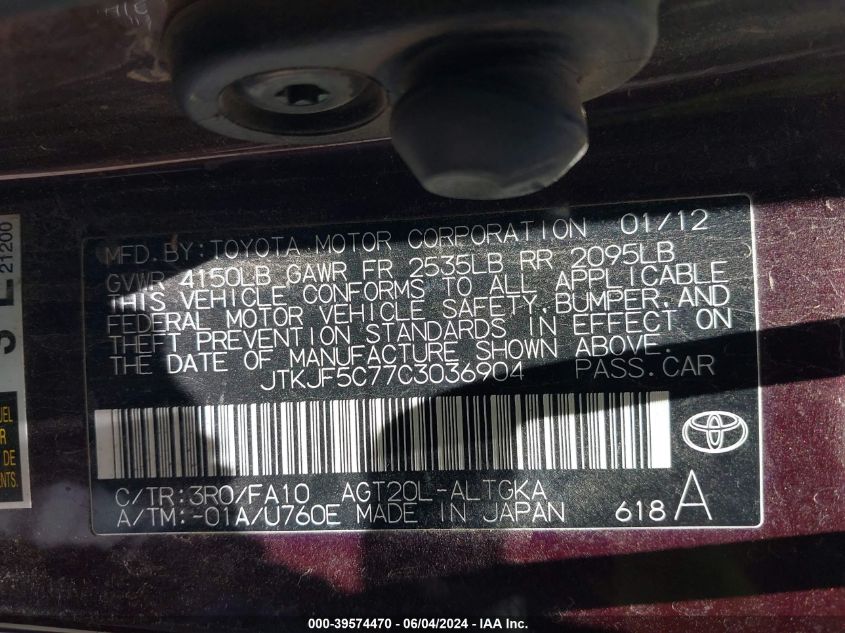 MFD. BY: TOYOTA MOTOR CORPORATION 01/12
GVWR 4150LB GAWR FR 2535LB RR 2095LB
THIS VEHICLE CONFORMS TO ALL APPLICABLE
FEDERAL MOTOR VEHICLE SAFETY, BUMPER, AND
THEFT PREVENTION STANDARDS IN EFFECT ON
THE DATE OF MANUFACTURE SHOWN ABOVE.
JTKJF5C77C3036904 PASS. CAR
C/TR: 3R0/FA10 AGT20L-ALTGKA
A/TM: -01A/U760E MADE IN JAPAN 618 A
21200
DE
000-39574470 - 06/04/2024 - IAA, Inc.